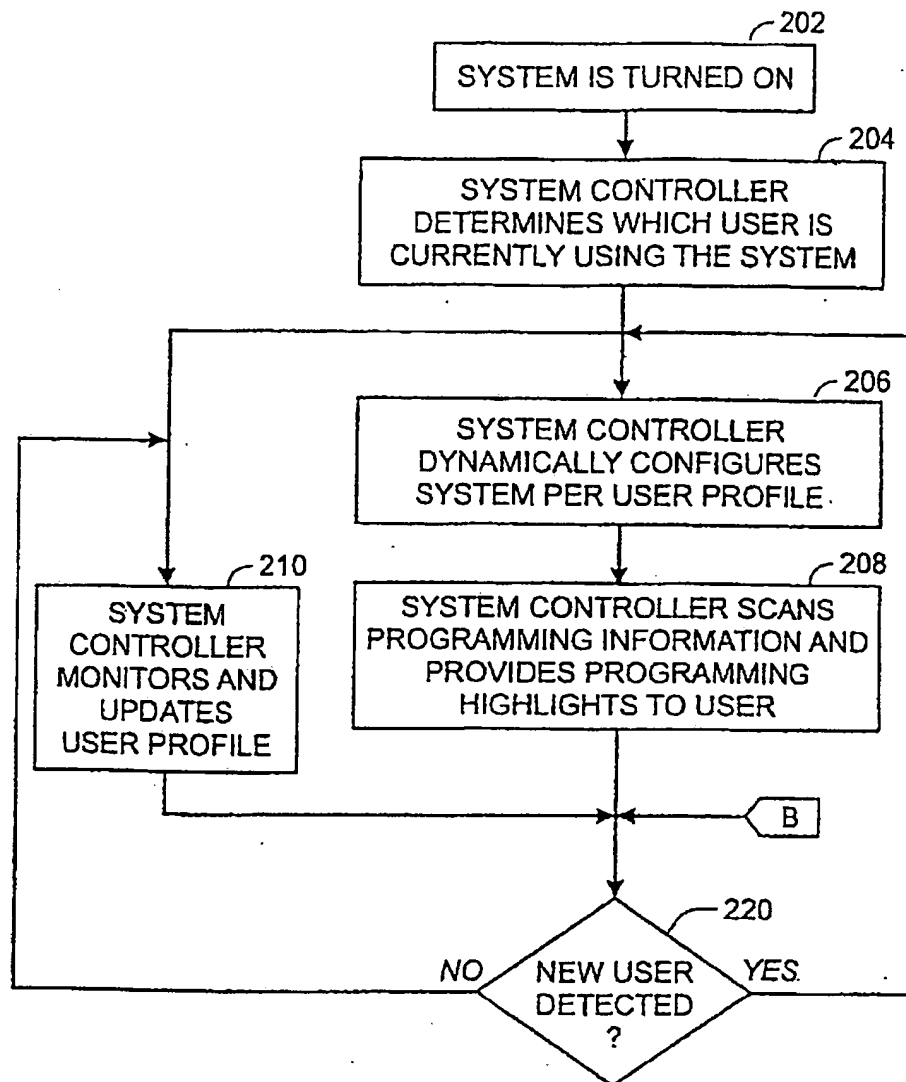 202
SYSTEM IS TURNED ON
204
SYSTEM CONTROLLER
DETERMINES WHICH USER IS
CURRENTLY USING THE SYSTEM
206
SYSTEM CONTROLLER
DYNAMICALLY CONFIGURES
SYSTEM PER USER PROFILE
210
SYSTEM
CONTROLLER
MONITORS AND
UPDATES
USER PROFILE
208
SYSTEM CONTROLLER SCANS
PROGRAMMING INFORMATION AND
PROVIDES PROGRAMMING
HIGHLIGHTS TO USER
B
220
NO
NEW USER
DETECTED
?
YES